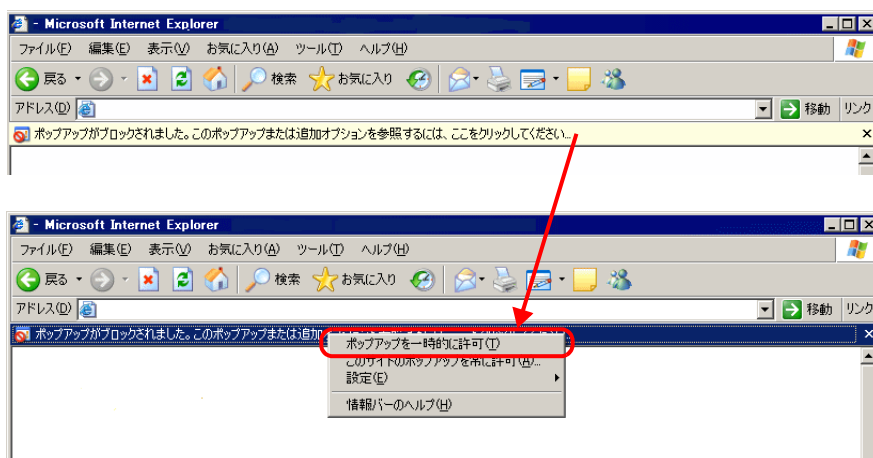 - Microsoft Internet Explorer
ファイル(F) 編集(E) 表示(V) お気に入り(A) ツール(T) ヘルプ(H)
戻る 検索 お気に入り
アドレス(D) 移動 リンク
ポップアップがブロックされました。このポップアップまたは追加オプションを参照するには、ここをクリックしてください...
- Microsoft Internet Explorer
ファイル(F) 編集(E) 表示(V) お気に入り(A) ツール(T) ヘルプ(H)
戻る 検索 お気に入り
アドレス(D) 移動 リンク
ポップアップがブロックされました。このポップアップまたは追加
ポップアップを一時的に許可(T)
このサイトのポップアップを常に許可(A)...
設定(E)
情報バーのヘルプ(H)